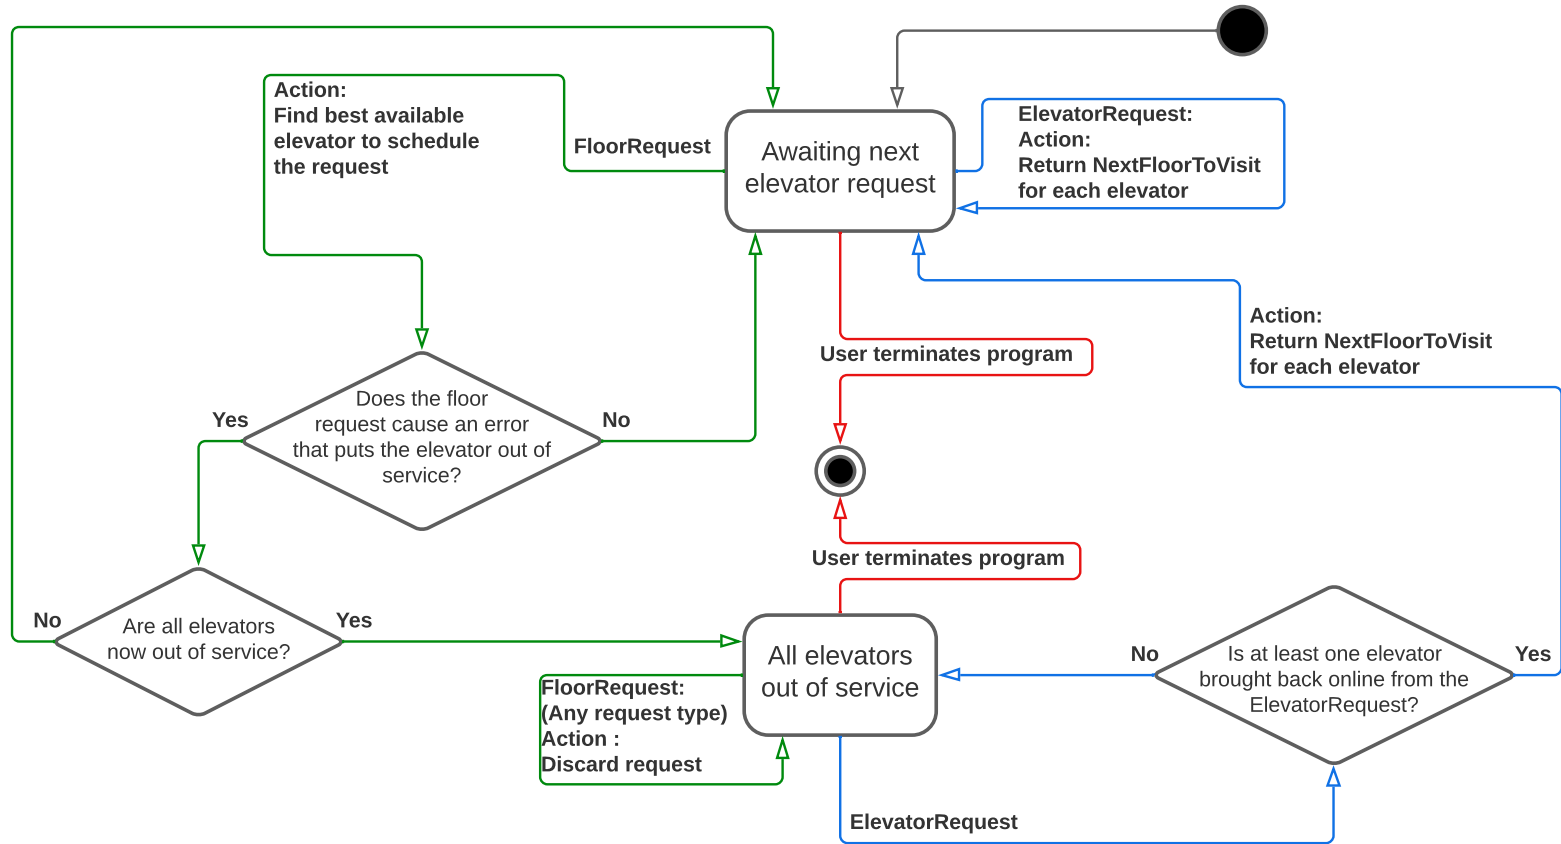 Action:
Find best available
elevator to schedule
the request
FloorRequest
Awaiting next
elevator request
ElevatorRequest:
Action:
Return NextFloorToVisit
for each elevator
Action:
Return NextFloorToVisit
for each elevator
User terminates program
Does the floor
request cause an error
that puts the elevator out of
service?
Yes
No
User terminates program
Are all elevators
now out of service?
No
Yes
All elevators
out of service
FloorRequest:
(Any request type)
Action :
Discard request
ElevatorRequest
No
Is at least one elevator
brought back online from the
ElevatorRequest?
Yes